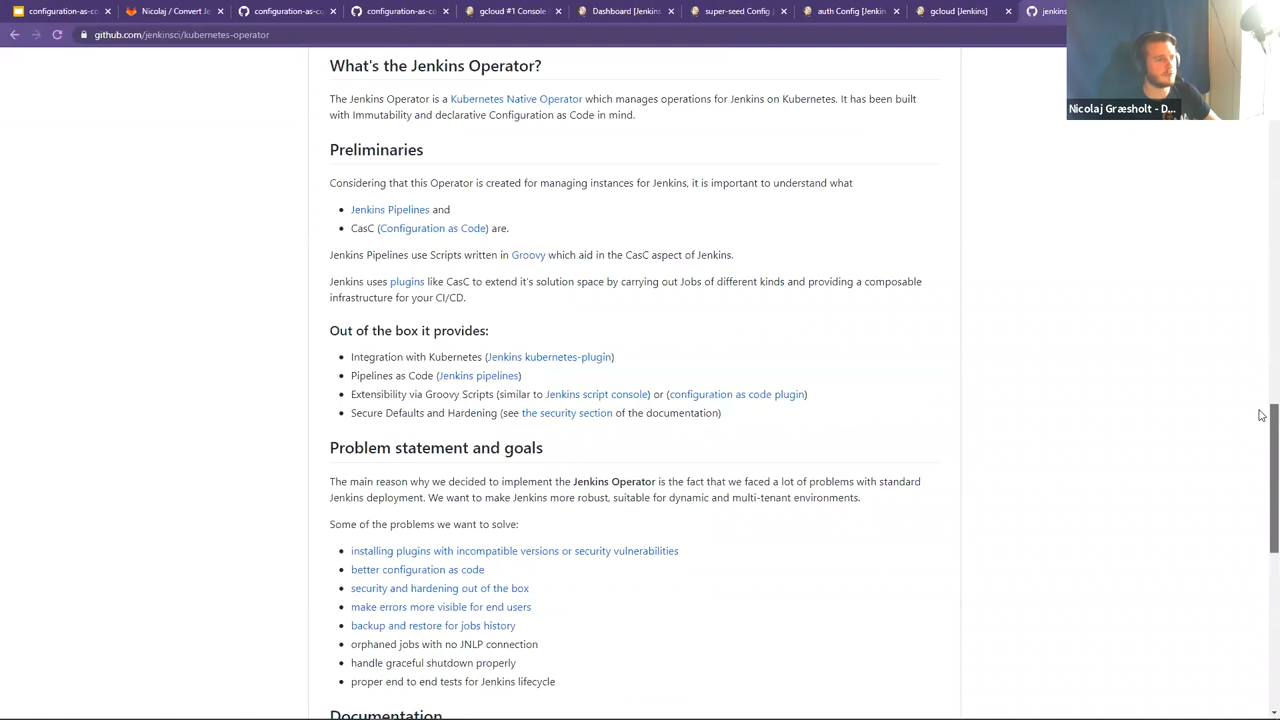 configuration-as-co
Nicolaj / Convert Je
configuration-as-co
configuration-as-co
gcloud #1 Console
Dashboard [Jenkins
super-seed Config
auth Config [Jenkin
gcloud [Jenkins]
jenkins
github.com/jenkinsci/kubernetes-operator
Nicolaj Græsholt - D...
What's the Jenkins Operator?
The Jenkins Operator is a Kubernetes Native Operator which manages operations for Jenkins on Kubernetes. It has been built
with Immutability and declarative Configuration as Code in mind.
Preliminaries
Considering that this Operator is created for managing instances for Jenkins, it is important to understand what
Jenkins Pipelines and
CasC (Configuration as Code) are.
Jenkins Pipelines use Scripts written in Groovy which aid in the CasC aspect of Jenkins.
Jenkins uses plugins like CasC to extend it's solution space by carrying out Jobs of different kinds and providing a composable
infrastructure for your CI/CD.
Out of the box it provides:
Integration with Kubernetes (Jenkins kubernetes-plugin)
Pipelines as Code (Jenkins pipelines)
Extensibility via Groovy Scripts (similar to Jenkins script console) or (configuration as code plugin)
Secure Defaults and Hardening (see the security section of the documentation)
Problem statement and goals
The main reason why we decided to implement the Jenkins Operator is the fact that we faced a lot of problems with standard
Jenkins deployment. We want to make Jenkins more robust, suitable for dynamic and multi-tenant environments.
Some of the problems we want to solve:
installing plugins with incompatible versions or security vulnerabilities
better configuration as code
security and hardening out of the box
make errors more visible for end users
backup and restore for jobs history
orphaned jobs with no JNLP connection
handle graceful shutdown properly
proper end to end tests for Jenkins lifecycle
Documentation